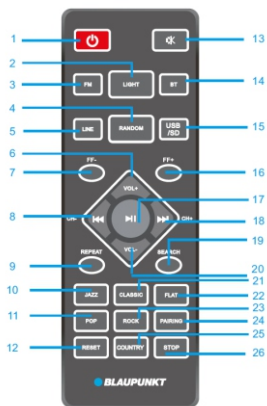 1 13
2
3 FM LIGHT BT 14
4
5 LINE RANDOM USB /SD 15
6 FF- FF+
7 VOL+ 16
17
8 CH- CH+ 18
19
REPEAT VOL- SEARCH
9 20
21
10 JAZZ CLASSIC FLAT 22
23
11 POP ROCK PAIRING 24
25
12 RESET COUNTRY STOP 26
BLAUPUNKT